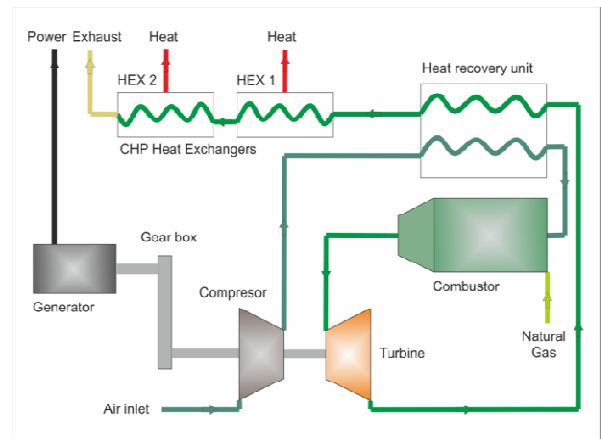 Power Exhaust Heat Heat
HEX 2 HEX 1
Heat recovery unit
CHP Heat Exchangers
Gear box
Generator
Compresor
Combustor
Turbine
Natural
Gas
Air inlet